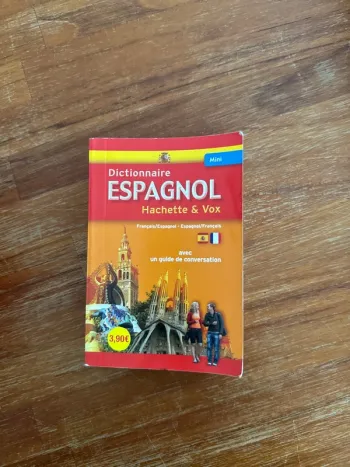 Mini
Dictionnaire
ESPAGNOL
Hachette & Vox
Français/Espagnol - Espagnol/Français
avec
un guide de conversation
3,90€